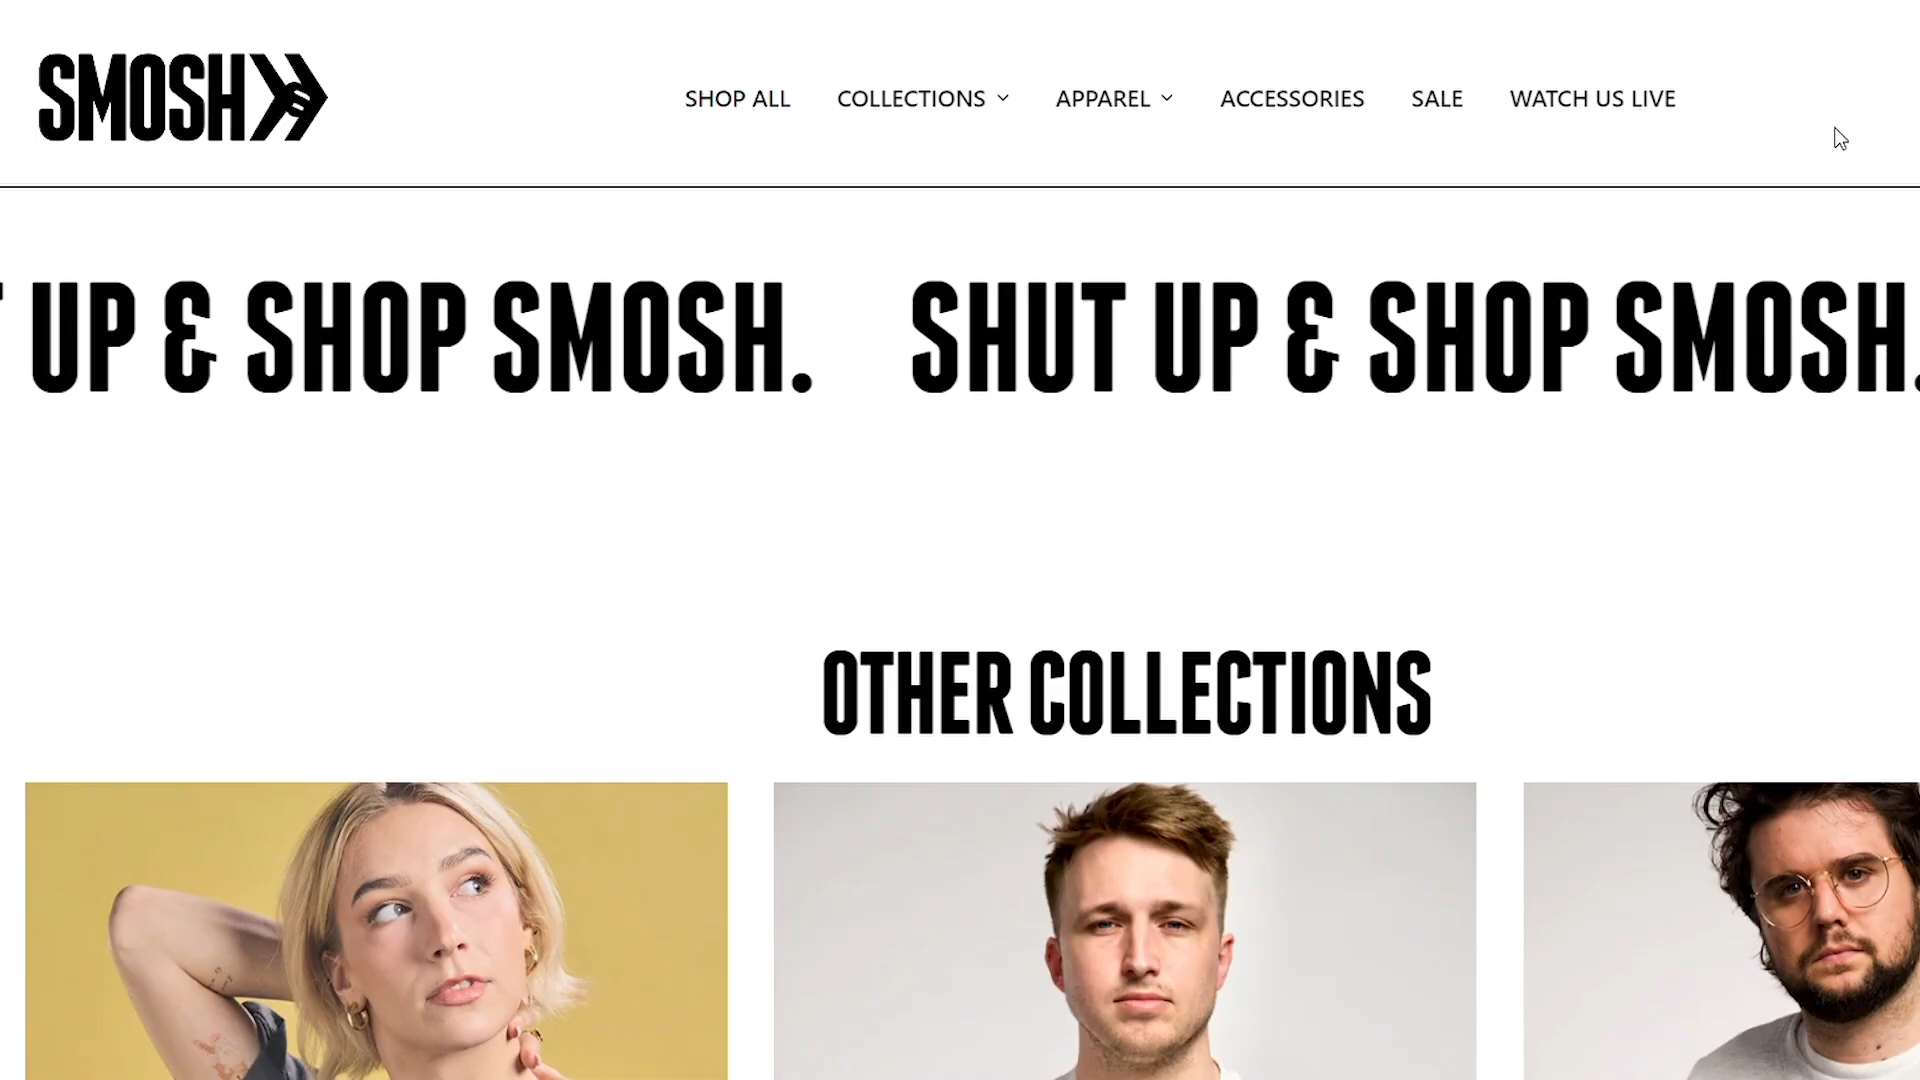 SMOSH
SHOP ALL COLLECTIONS APPAREL ACCESSORIES SALE WATCH US LIVE
UP & SHOP SMOSH. SHUT UP & SHOP SMOSH.
OTHER COLLECTIONS